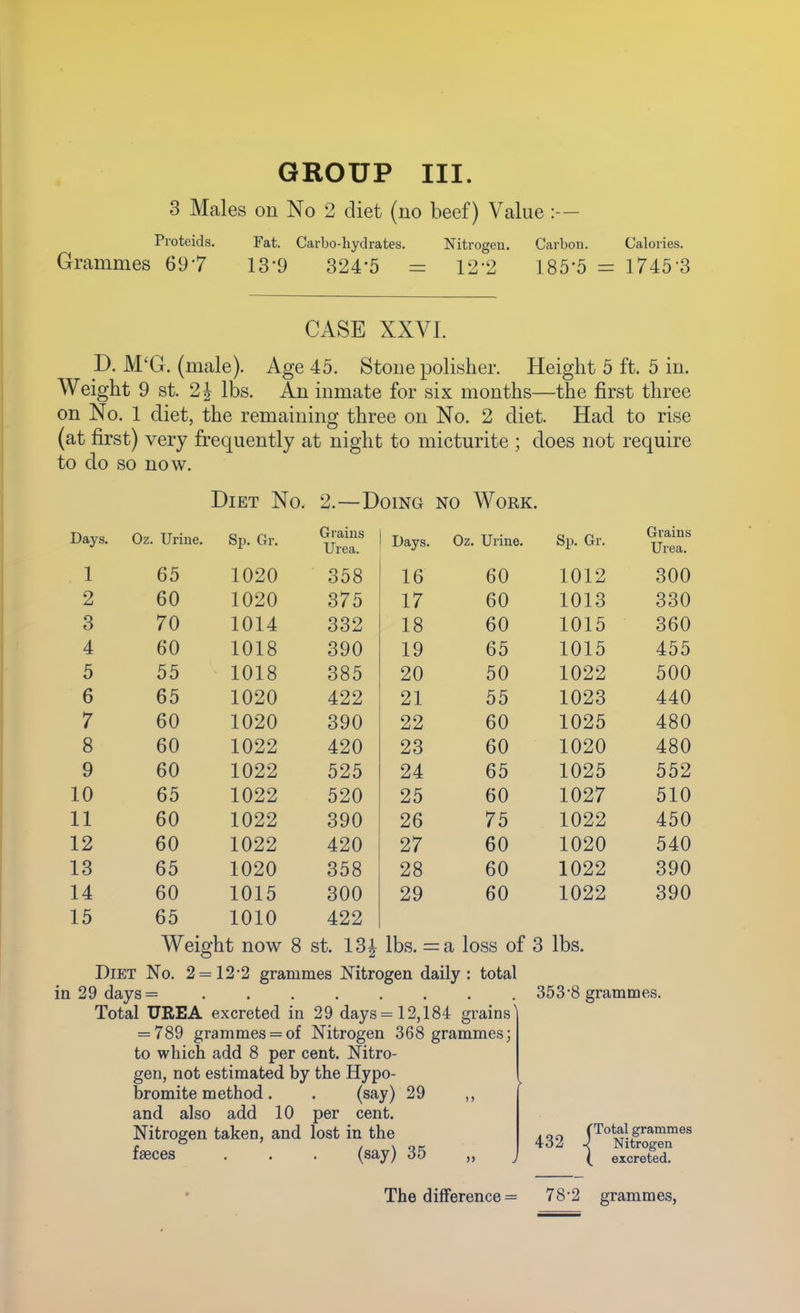 GROUP III.
3 Males on No 2 diet (no beef) Value :—
Proteids. Fat. Carbo-hydrates. Nitrogen. Carbon. Calories.
Grammes 69·7 13·9 324·5 = 12·2 185·5 = 1745·3
CASE XXVI.
D. M‘G. (male). Age 45. Stone polisher. Height 5 ft. 5 in.
Weight 9 st. 2½ lbs. An inmate for six months—the first three
on No. 1 diet, the remaining three on No. 2 diet. Had to rise
(at first) very frequently at night to micturite ; does not require
to do so now.
Diet No. 2.—Doing no Work.
Days. Oz. Urine. Sp. Gr. Grains Urea. Days. Oz. Urine. Sp. Gr. Grains Urea.
1 65 1020 358 16 60 1012 300
2 60 1020 375 17 60 1013 330
3 70 1014 332 18 60 1015 360
4 60 1018 390 19 65 1015 455
5 55 1018 385 20 50 1022 500
6 65 1020 422 21 55 1023 440
7 60 1020 390 22 60 1025 480
8 60 1022 420 23 60 1020 480
9 60 1022 525 24 65 1025 552
10 65 1022 520 25 60 1027 510
11 60 1022 390 26 75 1022 450
12 60 1022 420 27 60 1020 540
13 65 1020 358 28 60 1022 390
14 60 1015 300 29 60 1022 390
15 65 1010 422
Weight now 8 st. 13½ lbs. = a loss of 3 lbs.
Diet No. 2 = 12·2 grammes Nitrogen daily : total
in 29 days = . . . . . . . . 353·8 grammes.
Total UREA excreted in 29 days = 12,184 grains
= 789 grammes = of Nitrogen 368 grammes;
to which add 8 per cent. Nitro-
gen, not estimated by the Hypo-
bromite method . . (say) 29 ,,
and also add 10 per cent.
Nitrogen taken, and lost in the
fæces . . . (say) 35 ,,
432 { Total grammes
Nitrogen
excreted.
The difference = 78·2 grammes,